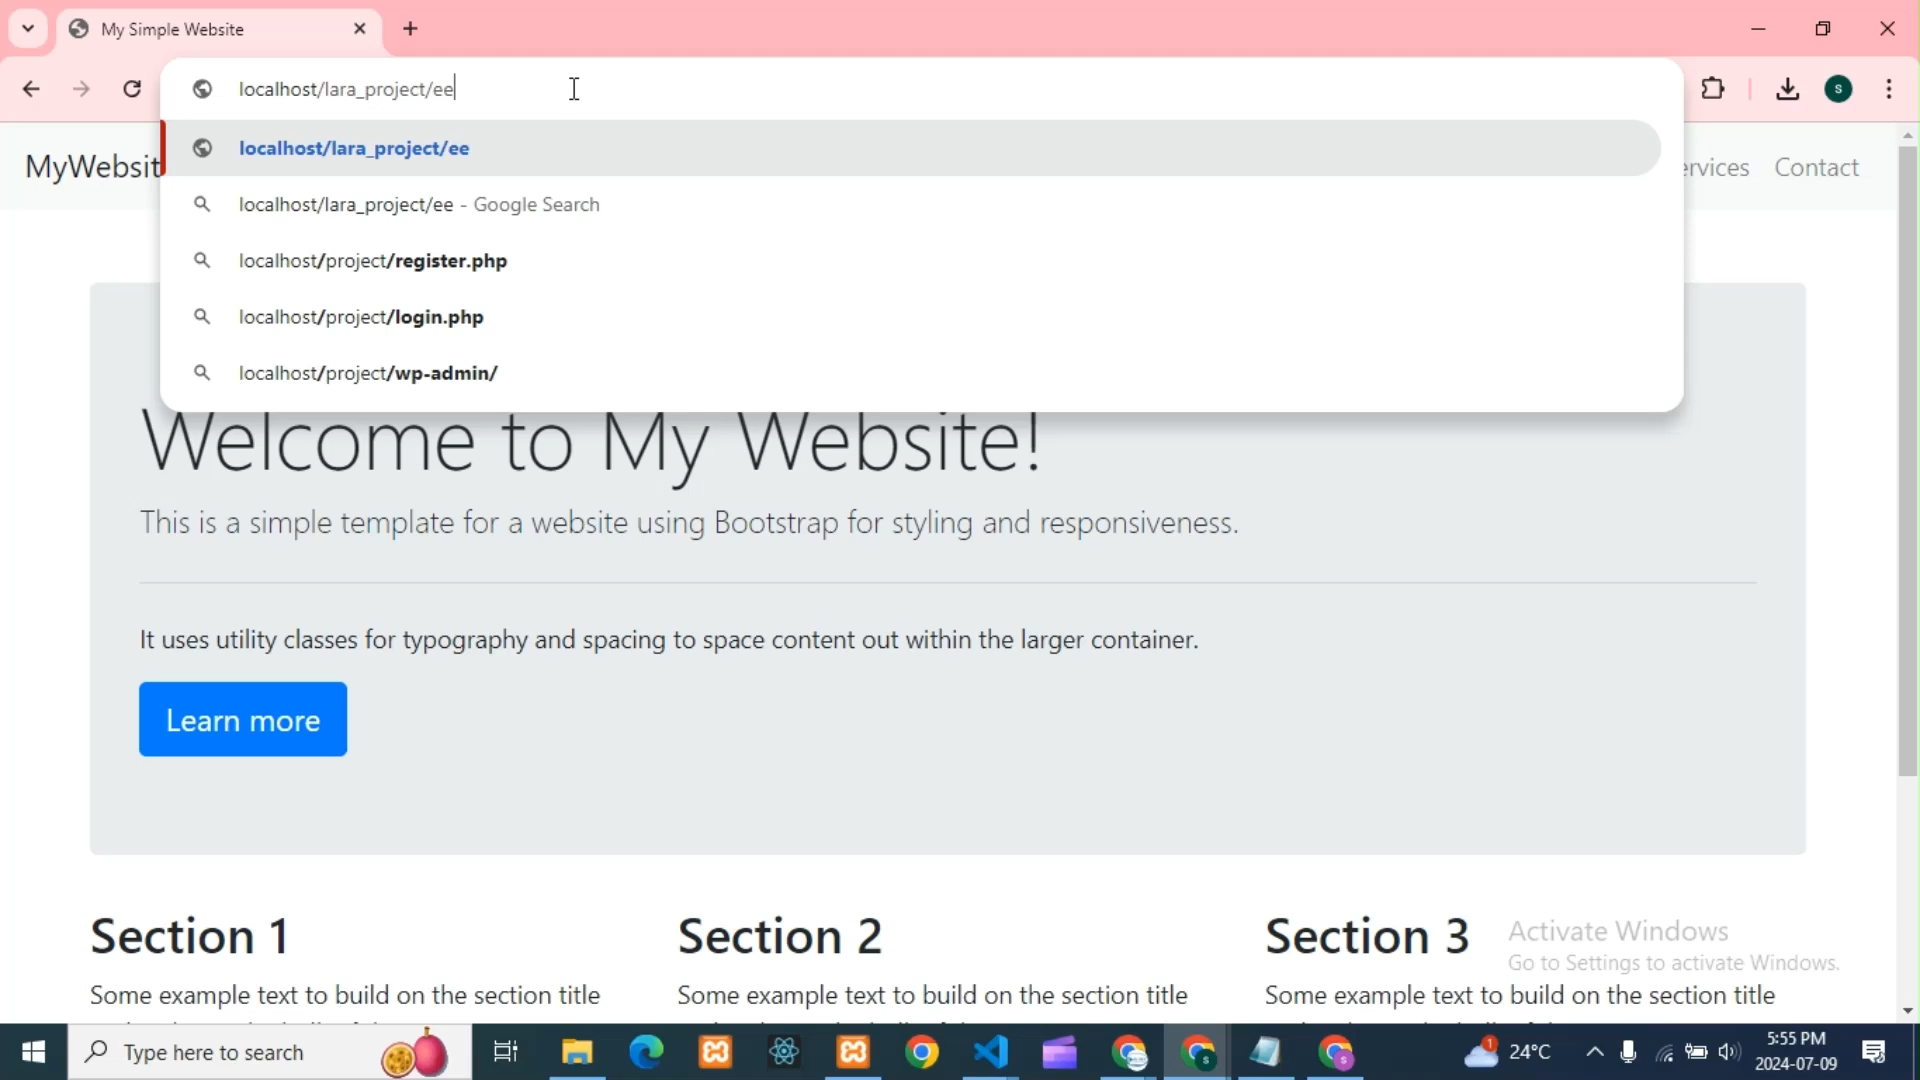 My Simple Website
localhost/lara_project/ee
localhost/lara_project/ee
localhost/lara_project/ee - Google Search
localhost/project/register.php
localhost/project/login.php
localhost/project/wp-admin/
MyWebsit
ervices Contact
Welcome to My Website!
This is a simple template for a website using Bootstrap for styling and responsiveness.
It uses utility classes for typography and spacing to space content out within the larger container.
Learn more
Section 1 Section 2 Section 3
Some example text to build on the section title Some example text to build on the section title Some example text to build on the section title
Activate Windows
Go to Settings to activate Windows.
Type here to search
1
24°C
5:55 PM
2024-07-09